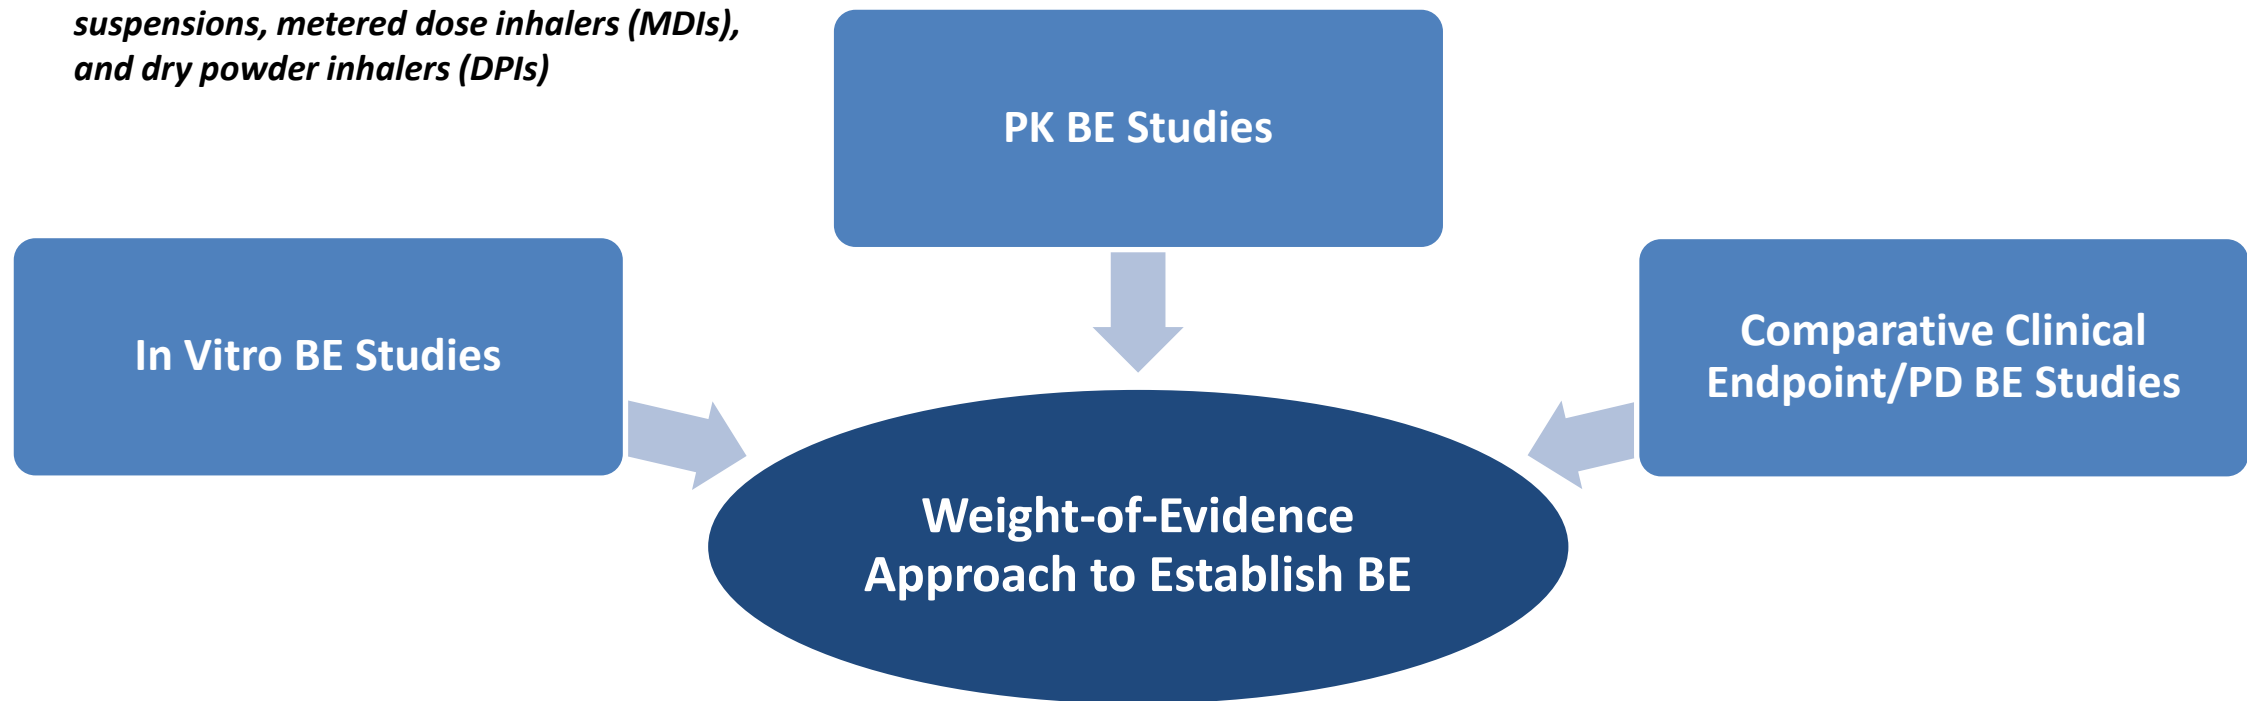 suspensions, metered dose inhalers (MDIs),
and dry powder inhalers (DPIs)
PK BE Studies
In Vitro BE Studies
Comparative Clinical
Endpoint/PD BE Studies
Weight-of-Evidence
Approach to Establish BE